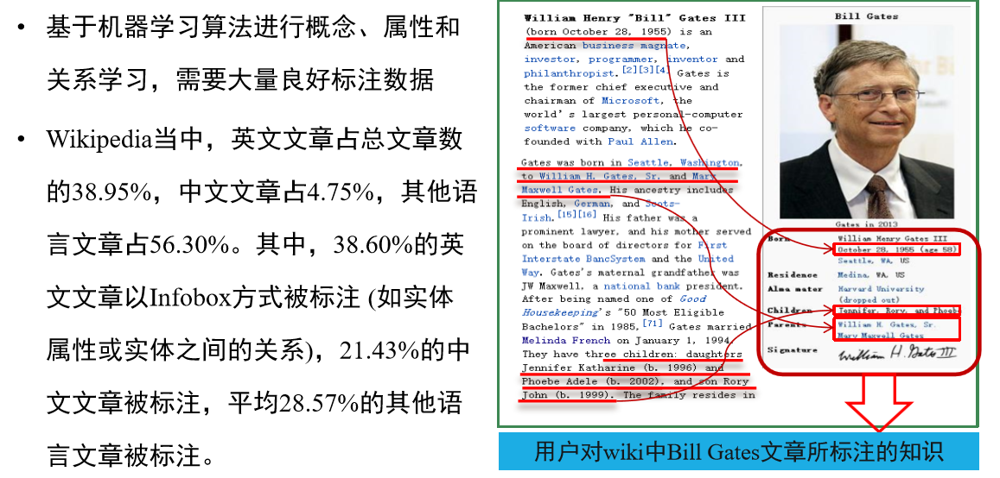 • 基于机器学习算法进行概念、属性和
关系学习，需要大量良好标注数据
• Wikipedia当中，英文文章占总文章数
的38.95%，中文文章占4.75%，其他语
言文章占56.30%。其中，38.60%的英
文文章以Infobox方式被标注 (如实体
属性或实体之间的关系)，21.43%的中
文文章被标注，平均28.57%的其他语
言文章被标注。
William Henry "Bill" Gates III
(born October 28, 1955) is an
American business magnate,
investor, programmer, inventor and
philanthropist.[2][3][4] Gates is
the former chief executive and
chairman of Microsoft, the
world's largest personal-computer
software company, which he co-
founded with Paul Allen.
Gates was born in Seattle, Washington,
to William H. Gates, Sr. and Mary
Maxwell Gates. His ancestry includes
English, German, and Scots-
Irish.[15][16] His father was a
prominent lawyer, and his mother served
on the board of directors for First
Interstate BancSystem and the United
Way. Gates's maternal grandfather was
JW Maxwell, a national bank president.
After being named one of Good
Housekeeping's "50 Most Eligible
Bachelors" in 1985,[71] Gates married
Melinda French on January 1, 1994.
They have three children: daughters
Jennifer Katharine (b. 1996) and
Phoebe Adele (b. 2002), and son Rory
John (b. 1999). The family resides in
Bill Gates
Gates in 2013
Born William Henry Gates III
October 28, 1955 (age 58)
Seattle, WA, US
Residence Medina, WA, US
Alma mater Harvard University
(dropped out)
Children Jennifer, Rory, and Phoebe
Parents William H. Gates, Sr.
Mary Maxwell Gates
Signature William H. Gates III
用户对wiki中Bill Gates文章所标注的知识